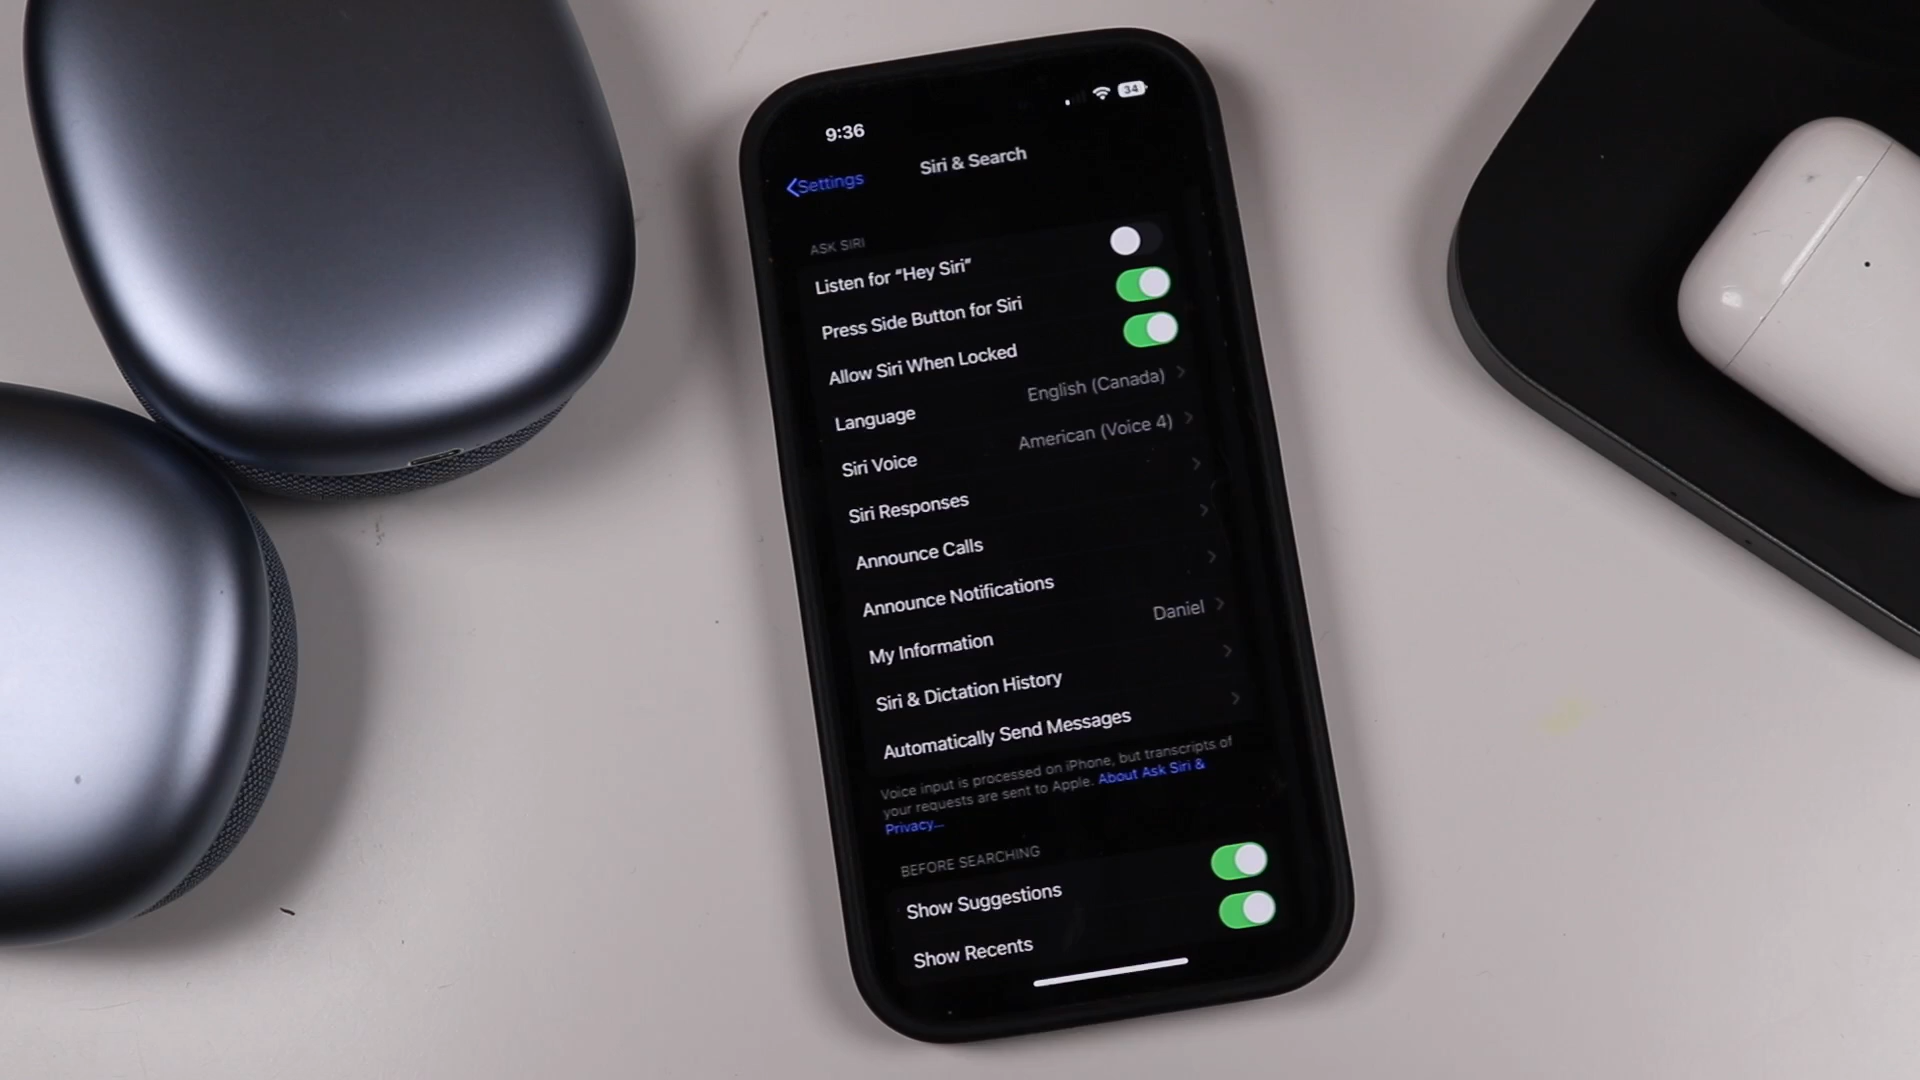 34
9:36
Siri & Search
Settings
ASK SIRI
Listen for “Hey Siri”
Press Side Button for Siri
Allow Siri When Locked
Language English (Canada)
Siri Voice American (Voice 4)
Siri Responses
Announce Calls
Announce Notifications
My Information Daniel
Siri & Dictation History
Automatically Send Messages
Voice input is processed on iPhone, but transcripts of
your requests are sent to Apple. About Ask Siri &
Privacy...
BEFORE SEARCHING
Show Suggestions
Show Recents